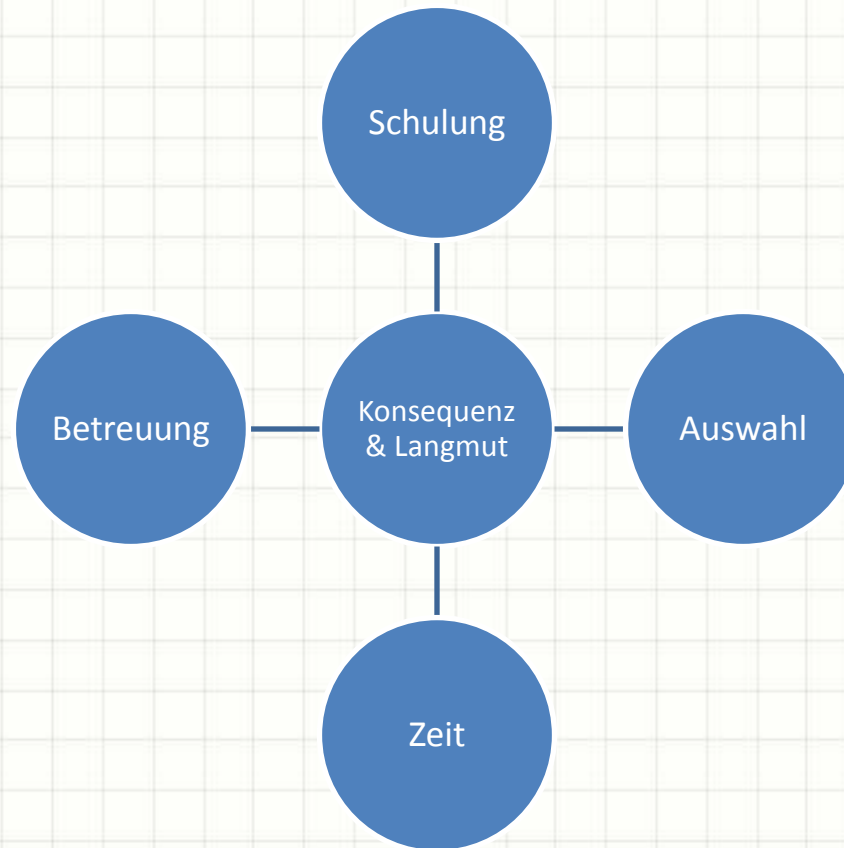 Schulung
Betreuung
Konsequenz
& Langmut
Auswahl
Zeit